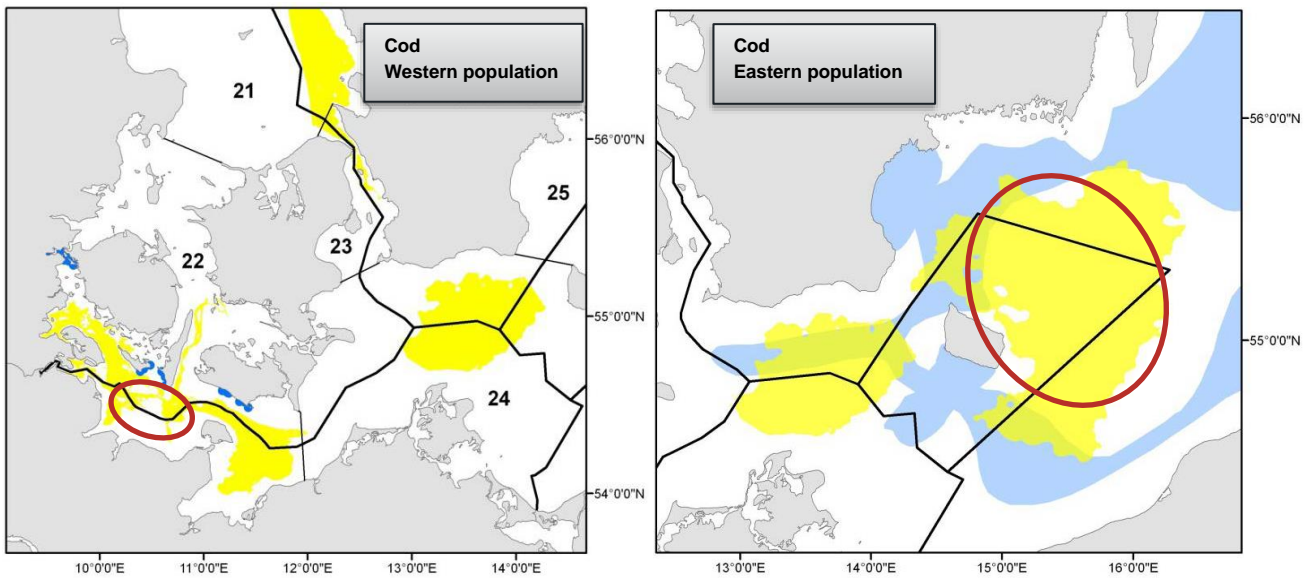 Cod
Western population
21
25
23
22
24
56°0'0"N
55°0'0"N
54°0'0"N
10°0'0"E 11°0'0"E 12°0'0"E 13°0'0"E 14°0'0"E
Cod
Eastern population
56°0'0"N
55°0'0"N
13°0'0"E 14°0'0"E 15°0'0"E 16°0'0"E